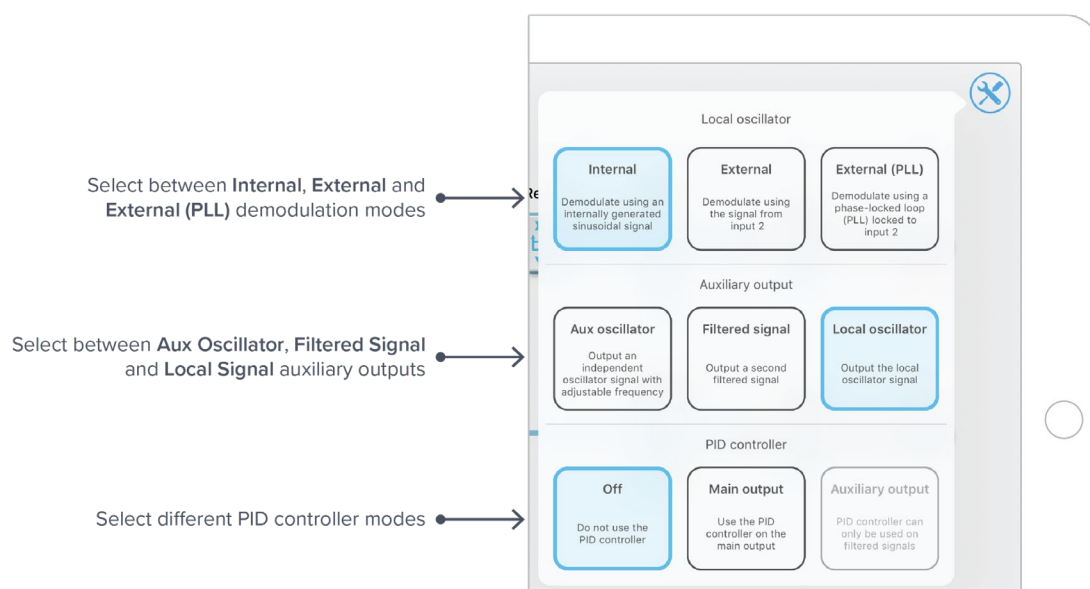 Local oscillator
Select between Internal, External and
External (PLL) demodulation modes
Re
Internal
Demodulate using an
internally generated
sinusoidal signal
External
Demodulate using
the signal from
input 2
External (PLL)
Demodulate using a
phase-locked loop
(PLL) locked to
input 2
Auxiliary output
Select between Aux Oscillator, Filtered Signal
and Local Signal auxiliary outputs
Aux oscillator
Output an
independent
oscillator signal with
adjustable frequency
Filtered signal
Output a second
filtered signal
Local oscillator
Output the local
oscillator signal
PID controller
Select different PID controller modes
Off
Do not use the
PID controller
Main output
Use the PID
controller on the
main output
Auxiliary output
PID controller can
only be used on
filtered signals